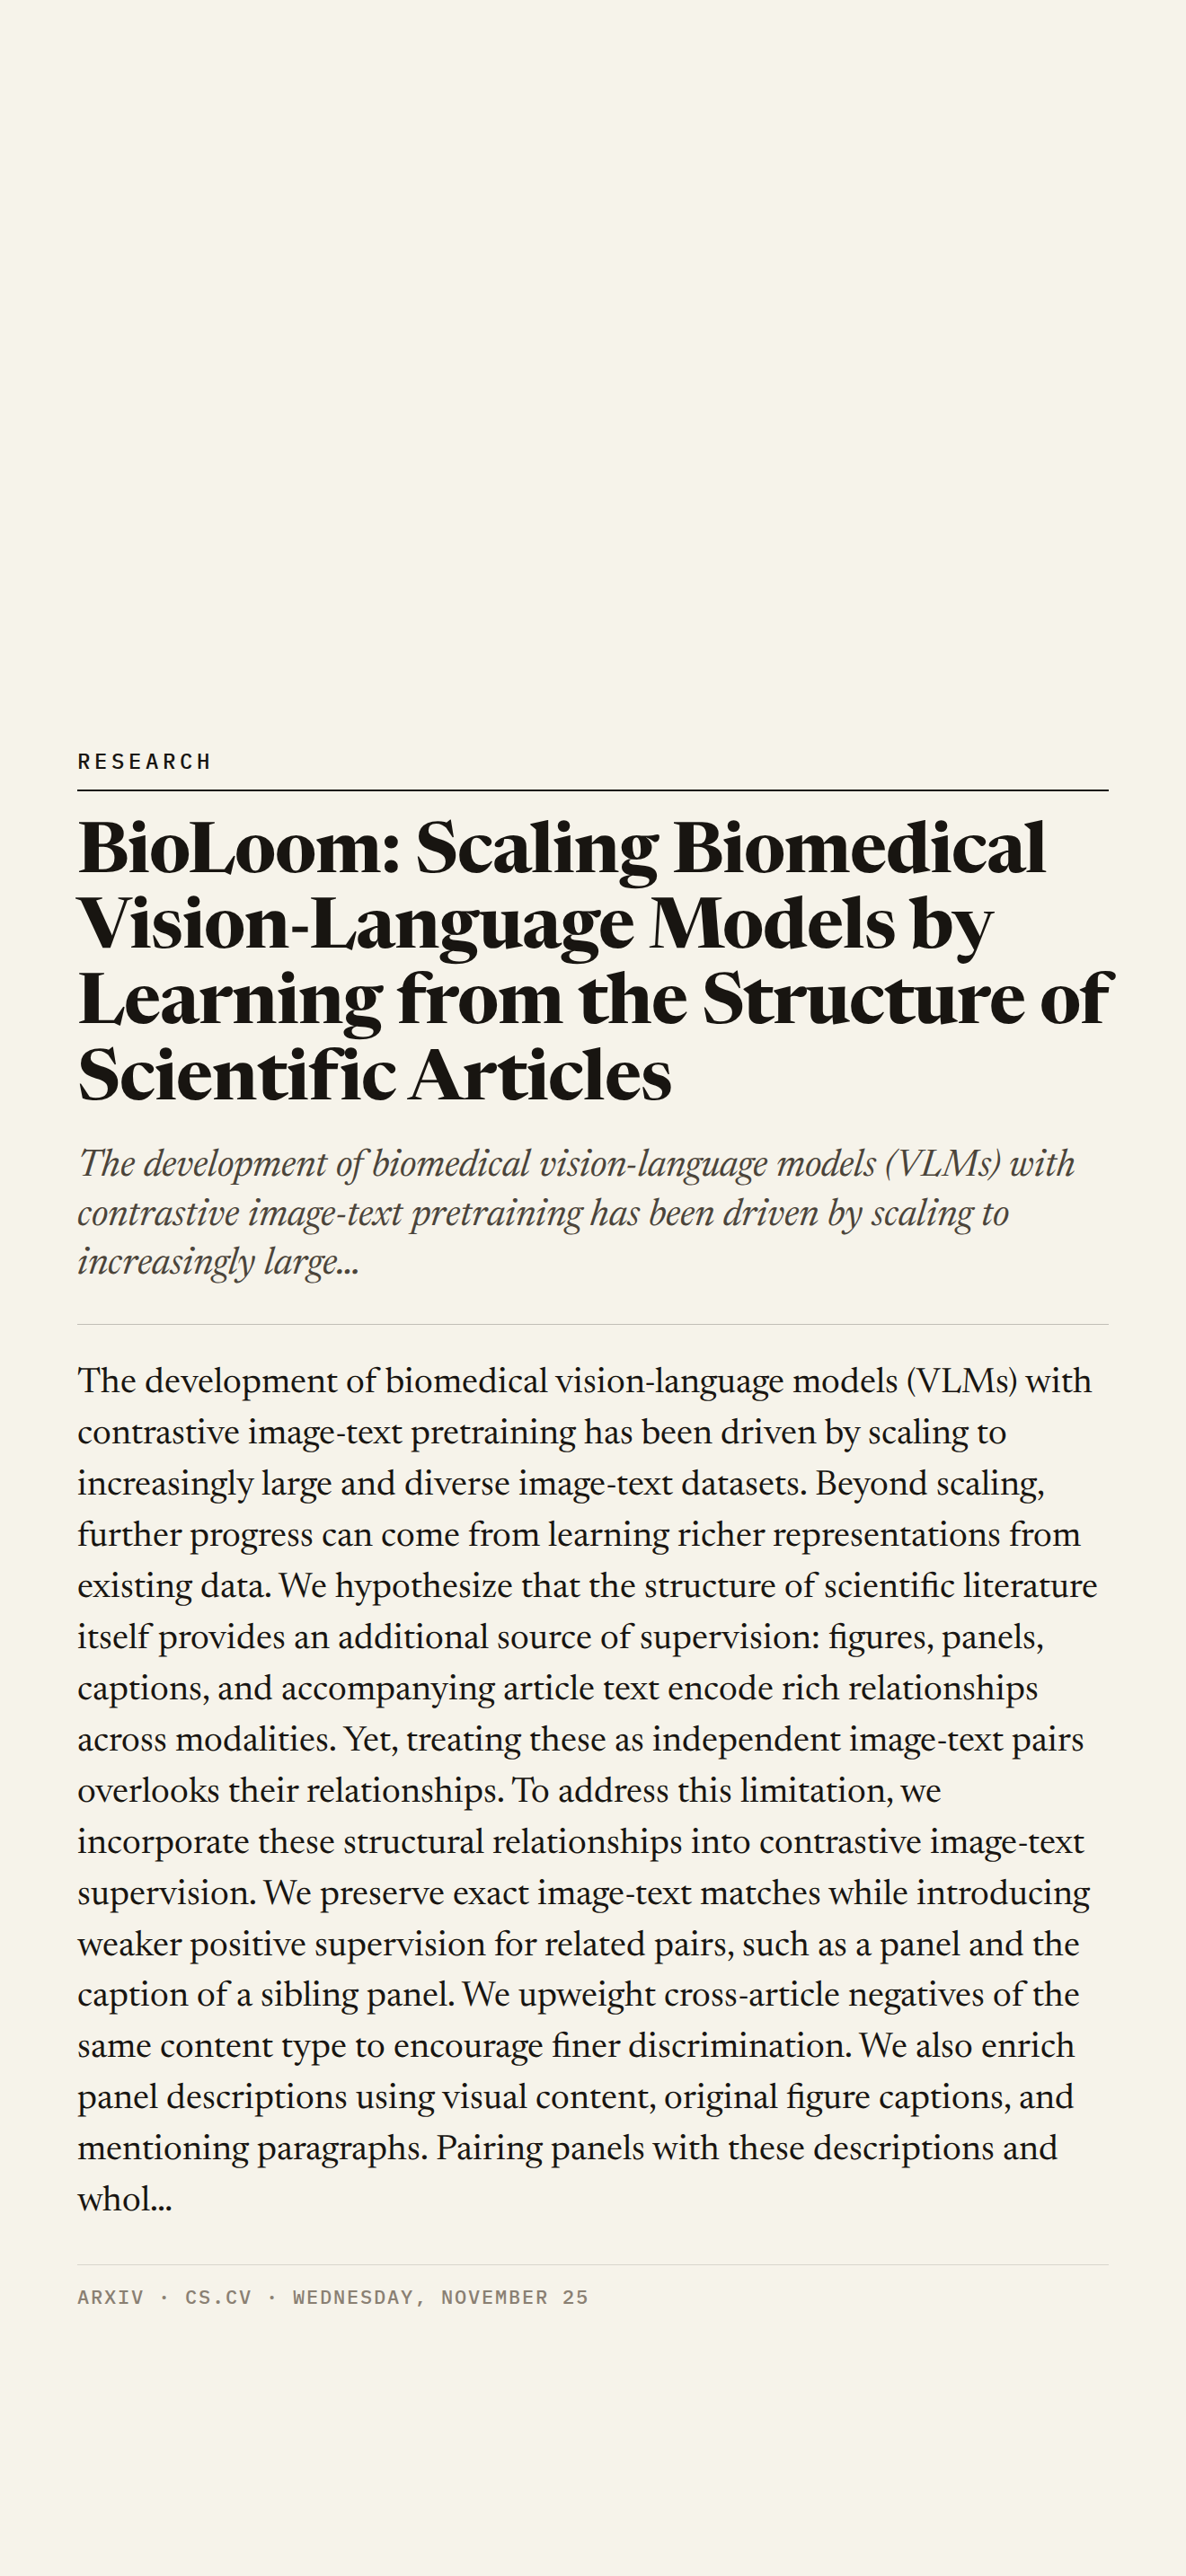 RESEARCH
BioLoom: Scaling Biomedical
Vision-Language Models by
Learning from the Structure of
Scientific Articles
The development of biomedical vision-language models (VLMs) with
contrastive image-text pretraining has been driven by scaling to
increasingly large...
The development of biomedical vision-language models (VLMs) with
contrastive image-text pretraining has been driven by scaling to
increasingly large and diverse image-text datasets. Beyond scaling,
further progress can come from learning richer representations from
existing data. We hypothesize that the structure of scientific literature
itself provides an additional source of supervision: figures, panels,
captions, and accompanying article text encode rich relationships
across modalities. Yet, treating these as independent image-text pairs
overlooks their relationships. To address this limitation, we
incorporate these structural relationships into contrastive image-text
supervision. We preserve exact image-text matches while introducing
weaker positive supervision for related pairs, such as a panel and the
caption of a sibling panel. We upweight cross-article negatives of the
same content type to encourage finer discrimination. We also enrich
panel descriptions using visual content, original figure captions, and
mentioning paragraphs. Pairing panels with these descriptions and
whol...
ARXIV · CS.CV · WEDNESDAY, NOVEMBER 25